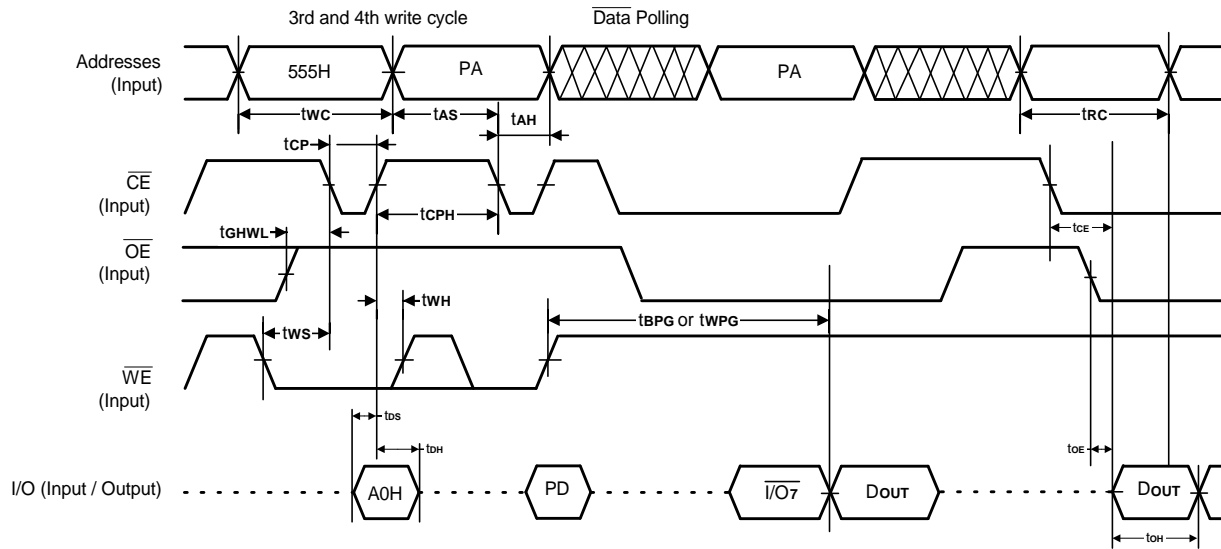 3rd and 4th write cycle
Data Polling
Addresses
(Input)
555H
PA
PA
tWC
tAS
tAH
tRC
tCP
CE
(Input)
tCPH
tCE
tGHWL
OE
(Input)
tWH
tBPG or tWPG
tWS
WE
(Input)
tDS
tDH
tOE
I/O (Input / Output)
A0H
PD
I/O7
DOUT
DOUT
tOH